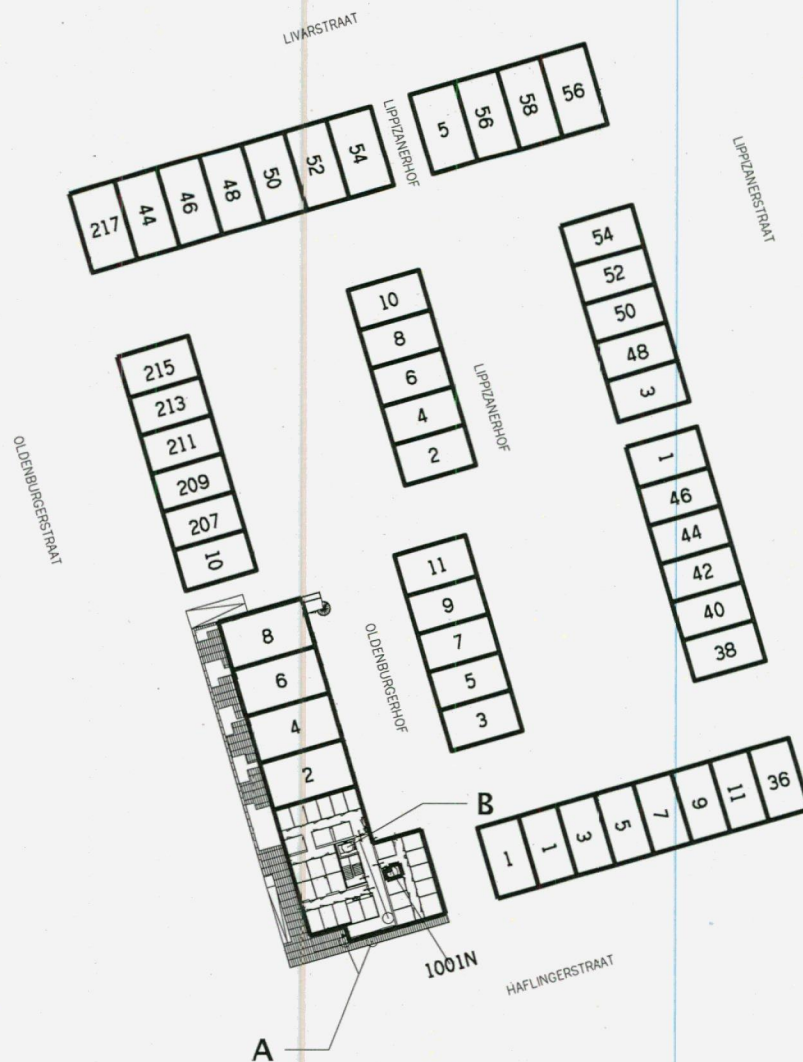 LIVARSTRAAT
LIPPIZANERHOF
5 56 58 56
217 44 46 48 50 52 54
LIPPIZANERSTRAAT
54
52
50
48
3
10
8
6
4
2
LIPPIZANERHOF
215
213
211
209
207
10
OLDENBURGERSTRAAT
1
46
44
42
40
38
11
9
7
5
3
OLDENBURGERHOF
8
6
4
2
B
1 1 3 5 7 9 11 36
1001N
HAFLINGERSTRAAT
A